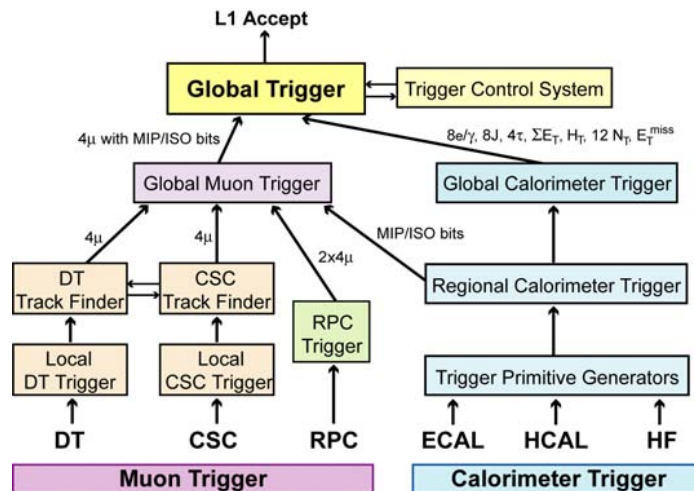 L1 Accept
Global Trigger
Trigger Control System
4μ with MIP/ISO bits
8e/γ, 8J, 4τ, ΣE_T, H_T, 12 N_T, E_T^miss
Global Muon Trigger
Global Calorimeter Trigger
4μ
4μ
2x4μ
MIP/ISO bits
DT
Track Finder
CSC
Track Finder
Regional Calorimeter Trigger
RPC
Trigger
Local
DT Trigger
Local
CSC Trigger
Trigger Primitive Generators
DT
CSC
RPC
ECAL
HCAL
HF
Muon Trigger
Calorimeter Trigger